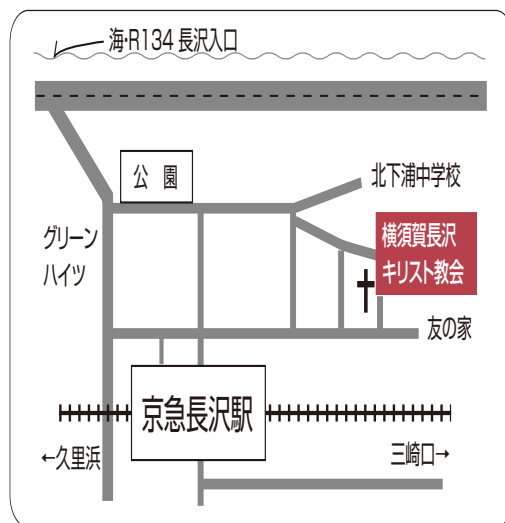 海・R134 長沢入口
公園
北下浦中学校
グリーン
ハイツ
横須賀長沢
キリスト教会
友の家
京急長沢駅
←久里浜
三崎口→